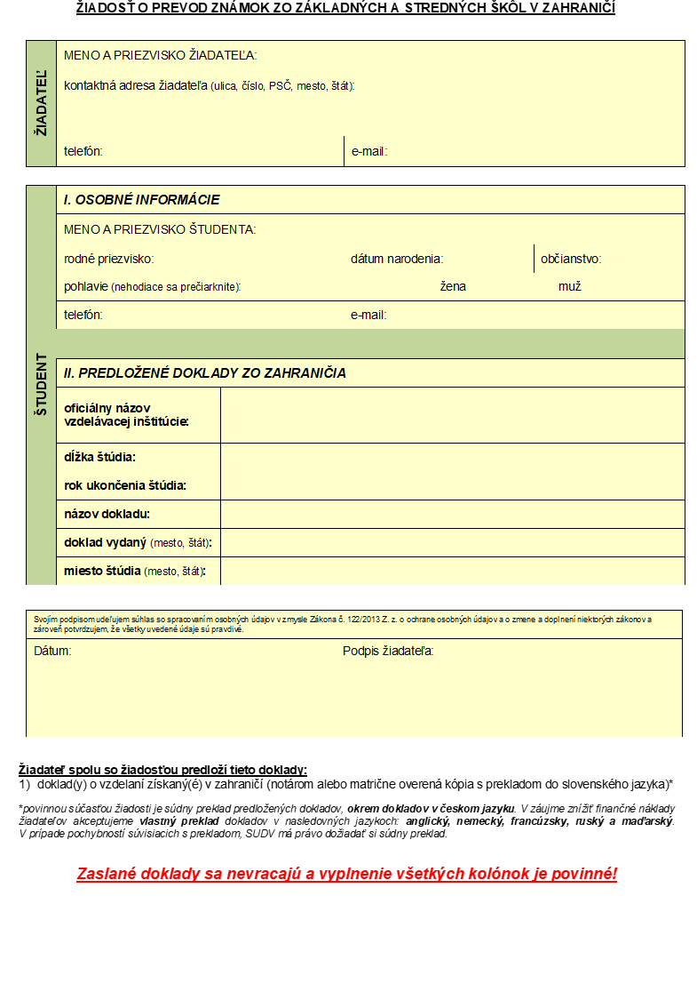 ŽIADOSŤ O PREVOD ZNÁMOK ZO ZÁKLADNÝCH A STREDNÝCH ŠKÔL V ZAHRANIČÍ
ŽIADATEĽ
MENO A PRIEZVISKO ŽIADATEĽA:
kontaktná adresa žiadateľa (ulica, číslo, PSČ, mesto, štát):
telefón: e-mail:
ŠTUDENT
I. OSOBNÉ INFORMÁCIE
MENO A PRIEZVISKO ŠTUDENTA:
rodné priezvisko: dátum narodenia: občianstvo:
pohlavie (nehodiace sa prečiarknite): žena muž
telefón: e-mail:
II. PREDLOŽENÉ DOKLADY ZO ZAHRANIČIA
oficiálny názov
vzdelávacej inštitúcie:
dĺžka štúdia:
rok ukončenia štúdia:
názov dokladu:
doklad vydaný (mesto, štát):
miesto štúdia (mesto, štát):
Svojím podpisom udeľujem súhlas so spracovaním osobných údajov v zmysle Zákona č. 122/2013 Z. z. o ochrane osobných údajov a o zmene a doplnení niektorých zákonov a
zároveň potvrdzujem, že všetky uvedené údaje sú pravdivé.
Dátum: Podpis žiadateľa:
Žiadateľ spolu so žiadosťou predloží tieto doklady:
1) doklad(y) o vzdelaní získaný(é) v zahraničí (notárom alebo matrične overená kópia s prekladom do slovenského jazyka)*
*povinnou súčasťou žiadosti je súdny preklad predložených dokladov, okrem dokladov v českom jazyku. V záujme znížiť finančné náklady
žiadateľov akceptujeme vlastný preklad dokladov v nasledovných jazykoch: anglický, nemecký, francúzsky, ruský a maďarský.
V prípade pochybností súvisiacich s prekladom, SUDV má právo dožiadať si súdny preklad.
Zaslané doklady sa nevracajú a vyplnenie všetkých kolónok je povinné!